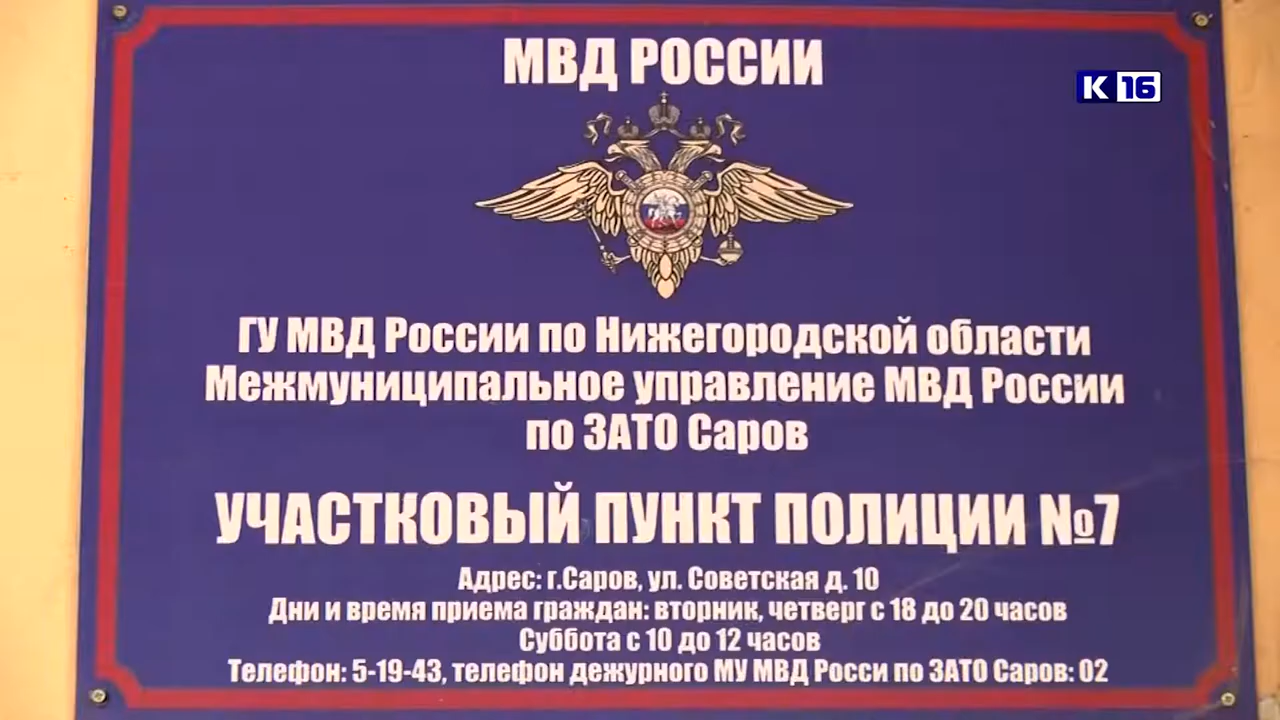 МВД РОССИИ
К 16
ГУ МВД России по Нижегородской области
Межмуниципальное управление МВД России
по ЗАТО Саров
УЧАСТКОВЫЙ ПУНКТ ПОЛИЦИИ №7
Адрес: г.Саров, ул. Советская д. 10
Дни и время приема граждан: вторник, четверг с 18 до 20 часов
Суббота с 10 до 12 часов
Телефон: 5-19-43, телефон дежурного МУ МВД Росси по ЗАТО Саров: 02